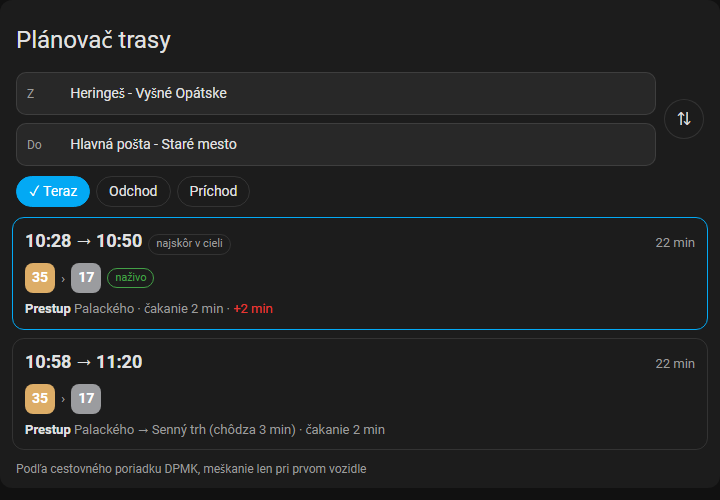 Plánovač trasy
Z Heringeš - Vyšné Opátske
Do Hlavná pošta - Staré mesto
✓ Teraz Odchod Príchod
10:28 → 10:50 najskôr v cieli 22 min
35 › 17 naživo
Prestup Palackého · čakanie 2 min · +2 min
10:58 → 11:20 22 min
35 › 17
Prestup Palackého → Senný trh (chôdza 3 min) · čakanie 2 min
Podľa cestovného poriadku DPMK, meškanie len pri prvom vozidle